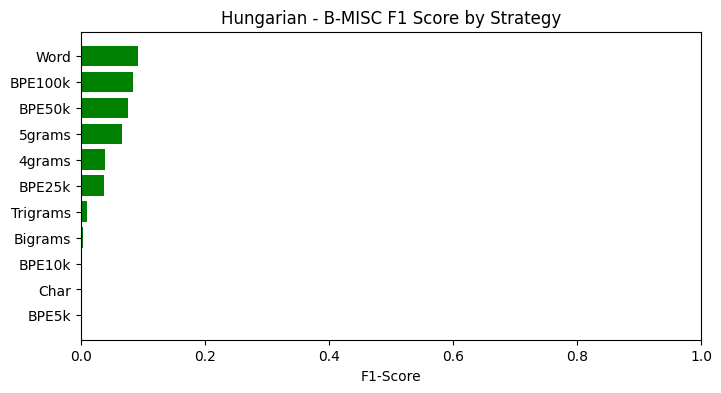 Hungarian - B-MISC F1 Score by Strategy
Word
BPE100k
BPE50k
5grams
4grams
BPE25k
Trigrams
Bigrams
BPE10k
Char
BPE5k
0.0 0.2 0.4 0.6 0.8 1.0
F1-Score